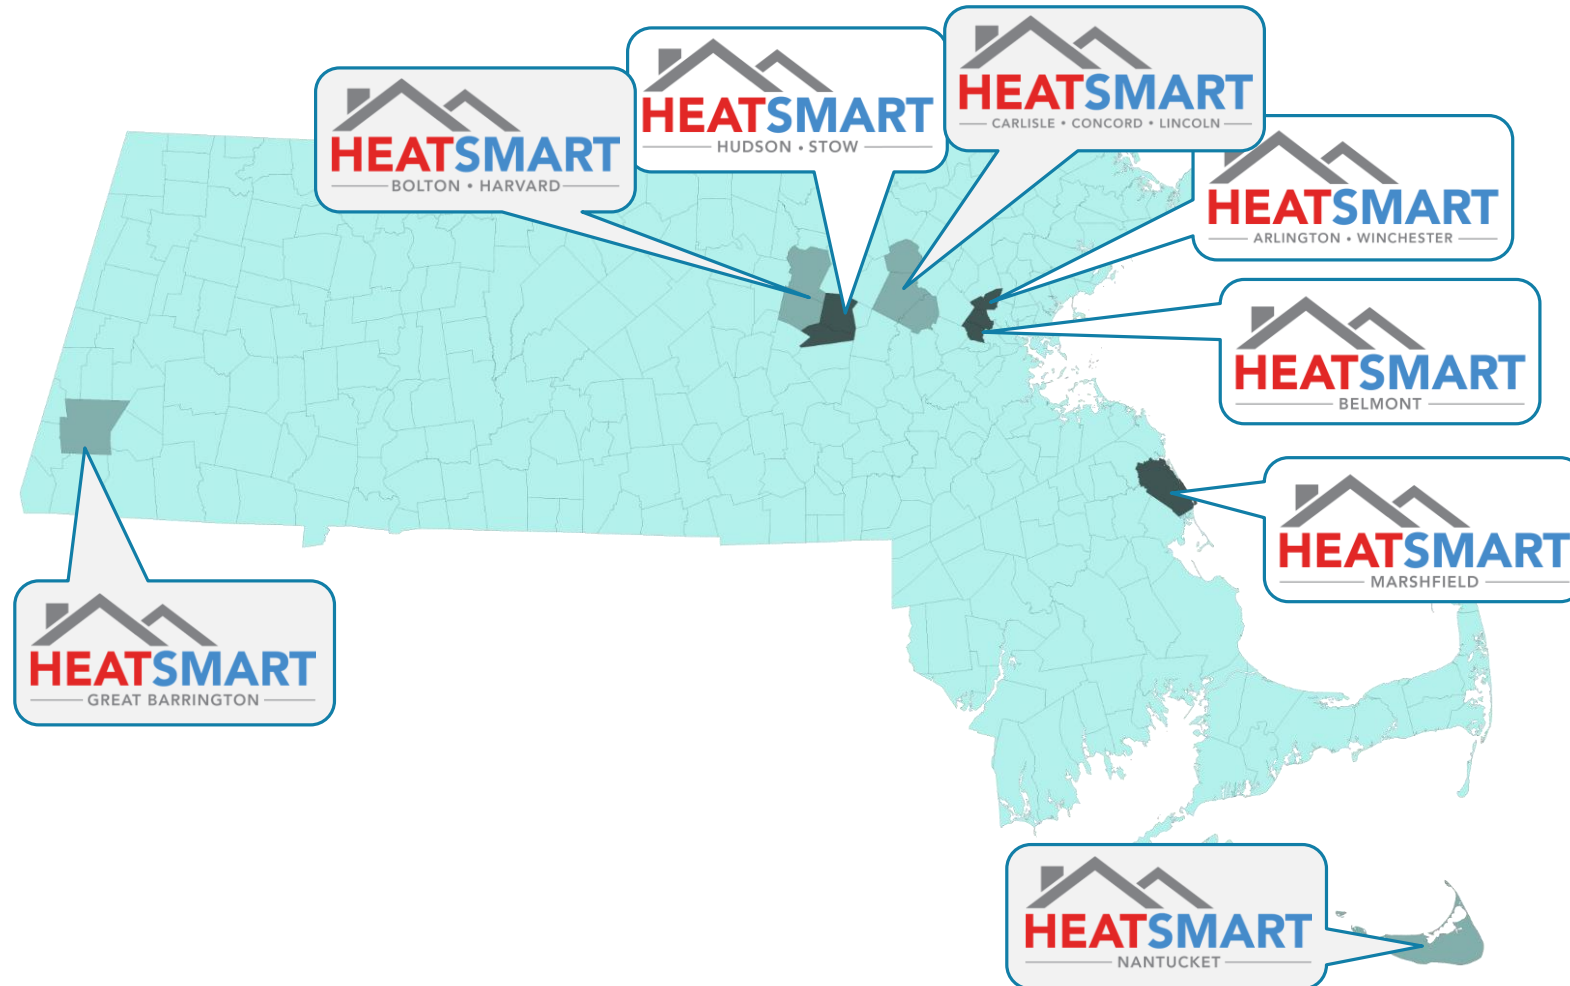 HEATSMART
BOLTON • HARVARD
HEATSMART
HUDSON • STOW
HEATSMART
CARLISLE • CONCORD • LINCOLN
HEATSMART
ARLINGTON • WINCHESTER
HEATSMART
BELMONT
HEATSMART
MARSHFIELD
HEATSMART
GREAT BARRINGTON
HEATSMART
NANTUCKET